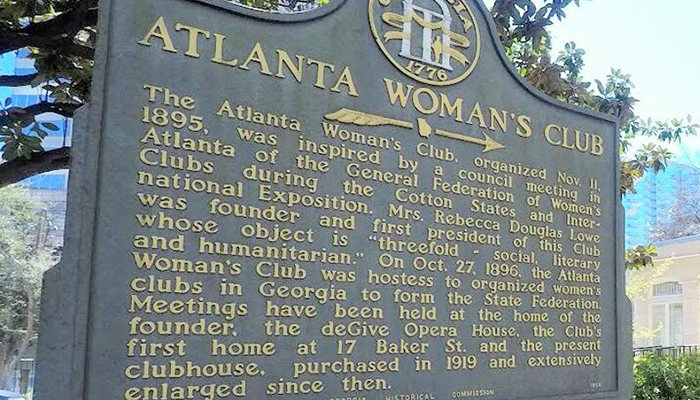 GEORGIA
1776
ATLANTA WOMAN'S CLUB
The Atlanta Woman's Club, organized Nov. 11,
1895, was inspired by a council meeting in
Atlanta of the General Federation of Women's
Clubs during the Cotton States and Inter-
national Exposition. Mrs. Rebecca Douglas Lowe
was founder and first president of this Club
whose object is "threefold - social, literary
and humanitarian." On Oct. 27, 1896, the Atlanta
Woman's Club was hostess to organized women's
clubs in Georgia to form the State Federation.
Meetings have been held at the home of the
founder, the deGive Opera House, the Club's
first home at 17 Baker St. and the present
clubhouse, purchased in 1919 and extensively
enlarged since then.
GEORGIA HISTORICAL COMMISSION